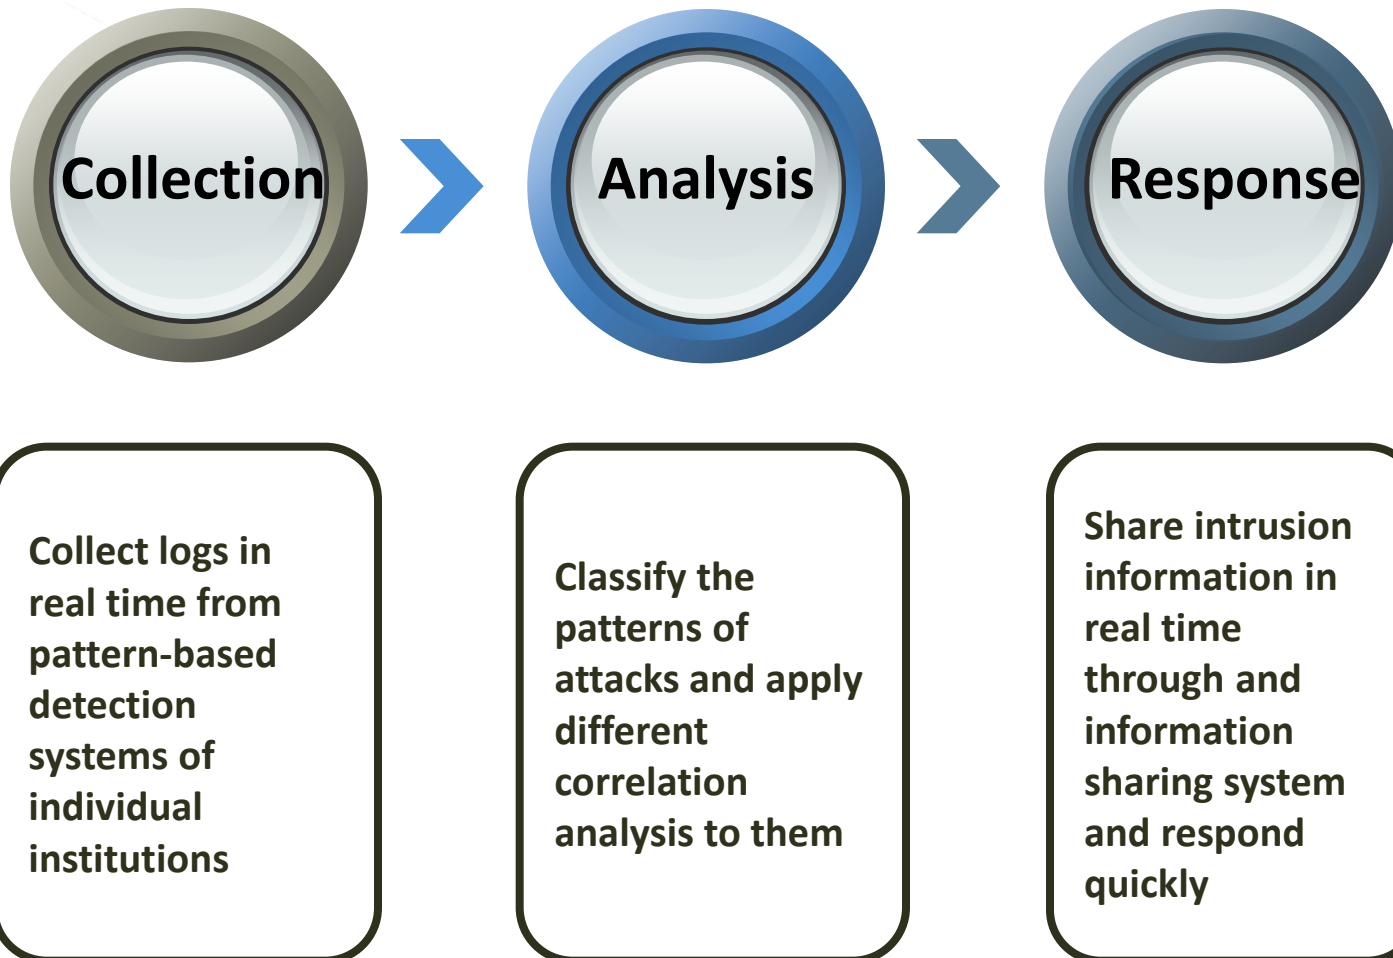 Collection
Analysis
Response
Collect logs in
real time from
pattern-based
detection
systems of
individual
institutions
Classify the
patterns of
attacks and apply
different
correlation
analysis to them
Share intrusion
information in
real time
through and
information
sharing system
and respond
quickly